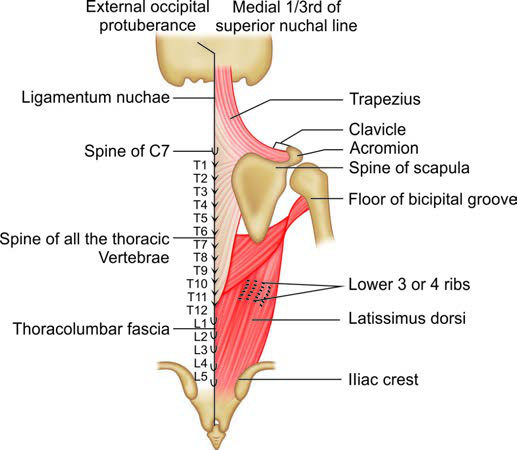 External occipital
protuberance
Medial 1/3rd of
superior nuchal line
Ligamentum nuchae
Trapezius
Clavicle
Acromion
Spine of C7
Spine of scapula
T1
T2
T3
T4
T5
T6
T7
T8
T9
T10
T11
T12
L1
L2
L3
L4
L5
Floor of bicipital groove
Spine of all the thoracic
Vertebrae
Lower 3 or 4 ribs
Latissimus dorsi
Thoracolumbar fascia
Iliac crest